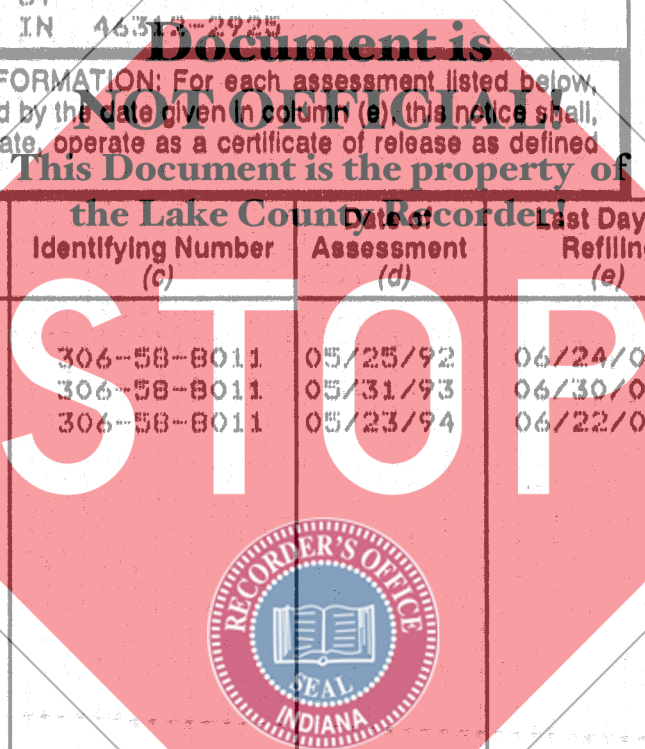 IN 46312-2925
Document is
FORMATION: For each assessment listed below,
NOT OFFICIAL!
d by the date given in column (e), this notice shall,
ate, operate as a certificate of release as defined
This Document is the property of
the Lake County Recorder!
Identifying Number
(c)
Date of
Assessment
(d)
Last Day
Refiling
(e)
306-58-8011 05/25/92 06/24/0
306-58-8011 05/31/93 06/30/0
306-58-8011 05/23/94 06/22/0
STOP
RECORDER'S OFFICE
SEAL
INDIANA